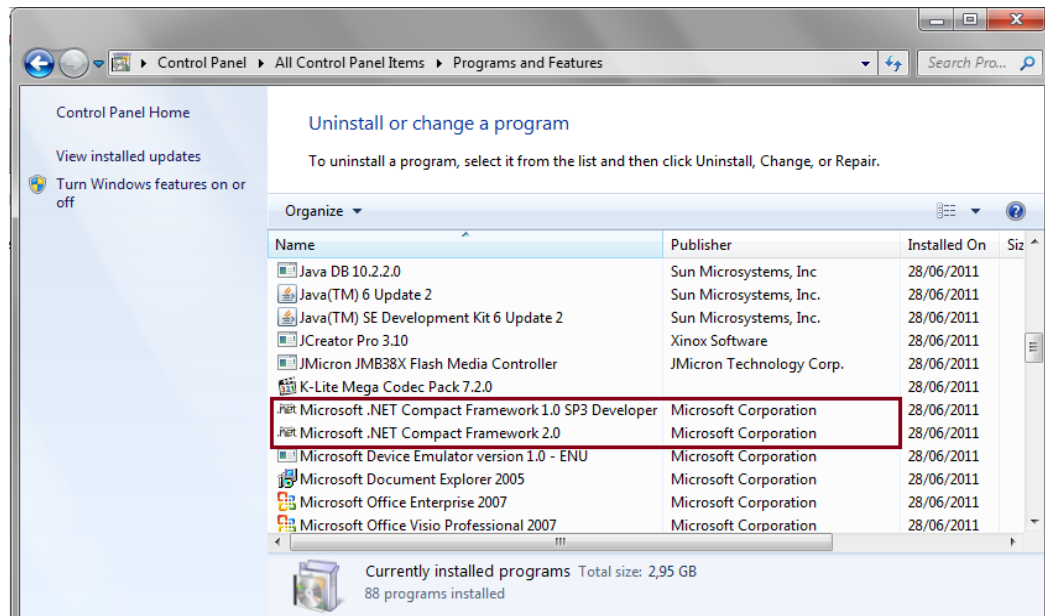 Control Panel ▸ All Control Panel Items ▸ Programs and Features
Search Pro...
Control Panel Home
View installed updates
Turn Windows features on or
off
Uninstall or change a program
To uninstall a program, select it from the list and then click Uninstall, Change, or Repair.
Organize
Name Publisher Installed On Siz
Java DB 10.2.2.0 Sun Microsystems, Inc 28/06/2011
Java(TM) 6 Update 2 Sun Microsystems, Inc. 28/06/2011
Java(TM) SE Development Kit 6 Update 2 Sun Microsystems, Inc. 28/06/2011
JCreator Pro 3.10 Xinox Software 28/06/2011
JMicron JMB38X Flash Media Controller JMicron Technology Corp. 28/06/2011
K-Lite Mega Codec Pack 7.2.0 28/06/2011
.net Microsoft .NET Compact Framework 1.0 SP3 Developer Microsoft Corporation 28/06/2011
.net Microsoft .NET Compact Framework 2.0 Microsoft Corporation 28/06/2011
Microsoft Device Emulator version 1.0 - ENU Microsoft Corporation 28/06/2011
Microsoft Document Explorer 2005 Microsoft Corporation 28/06/2011
Microsoft Office Enterprise 2007 Microsoft Corporation 28/06/2011
Microsoft Office Visio Professional 2007 Microsoft Corporation 28/06/2011
Currently installed programs Total size: 2,95 GB
88 programs installed